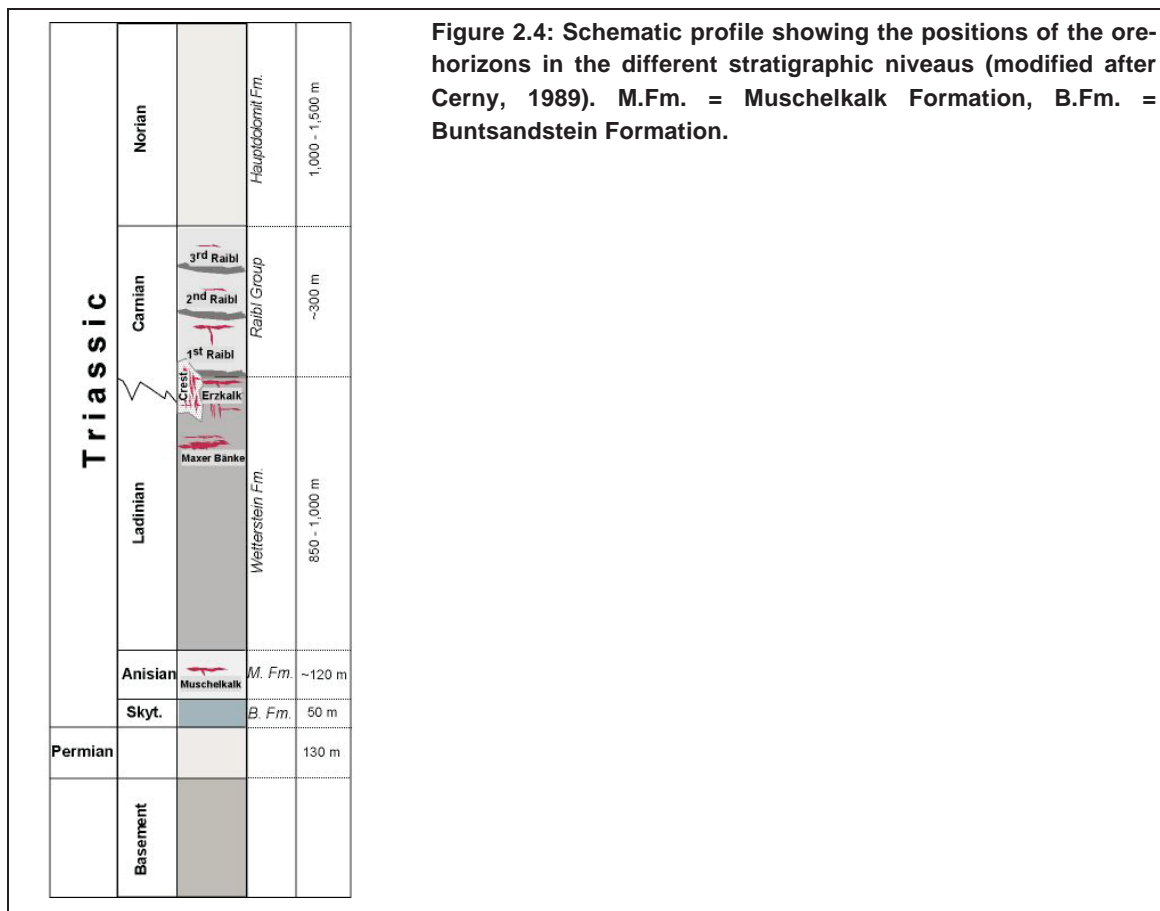 Figure 2.4: Schematic profile showing the positions of the ore-
horizons in the different stratigraphic niveaus (modified after
Cerny, 1989). M.Fm. = Muschelkalk Formation, B.Fm. =
Buntsandstein Formation.
Triassic
Norian
Hauptdolomit Fm.
1,000 - 1,500 m
Carnian
3rd Raibl
2nd Raibl
1st Raibl
Raibl Group
~300 m
Crest
Erzkalk
Maxer Bänke
Ladinian
Wetterstein Fm.
850 - 1,000 m
Anisian
Muschelkalk
M. Fm.
~120 m
Skyt.
B. Fm.
50 m
Permian
130 m
Basement